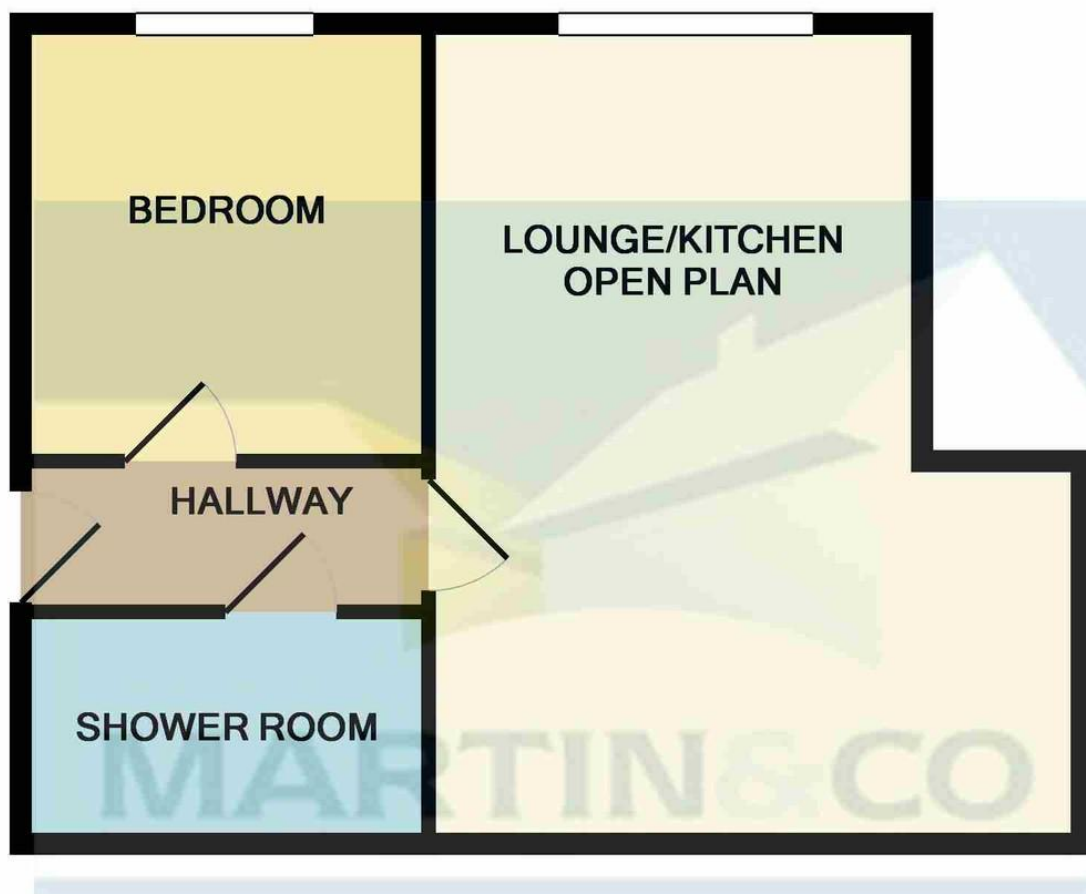 BEDROOM
LOUNGE/KITCHEN
OPEN PLAN
HALLWAY
SHOWER ROOM
MARTIN&CO